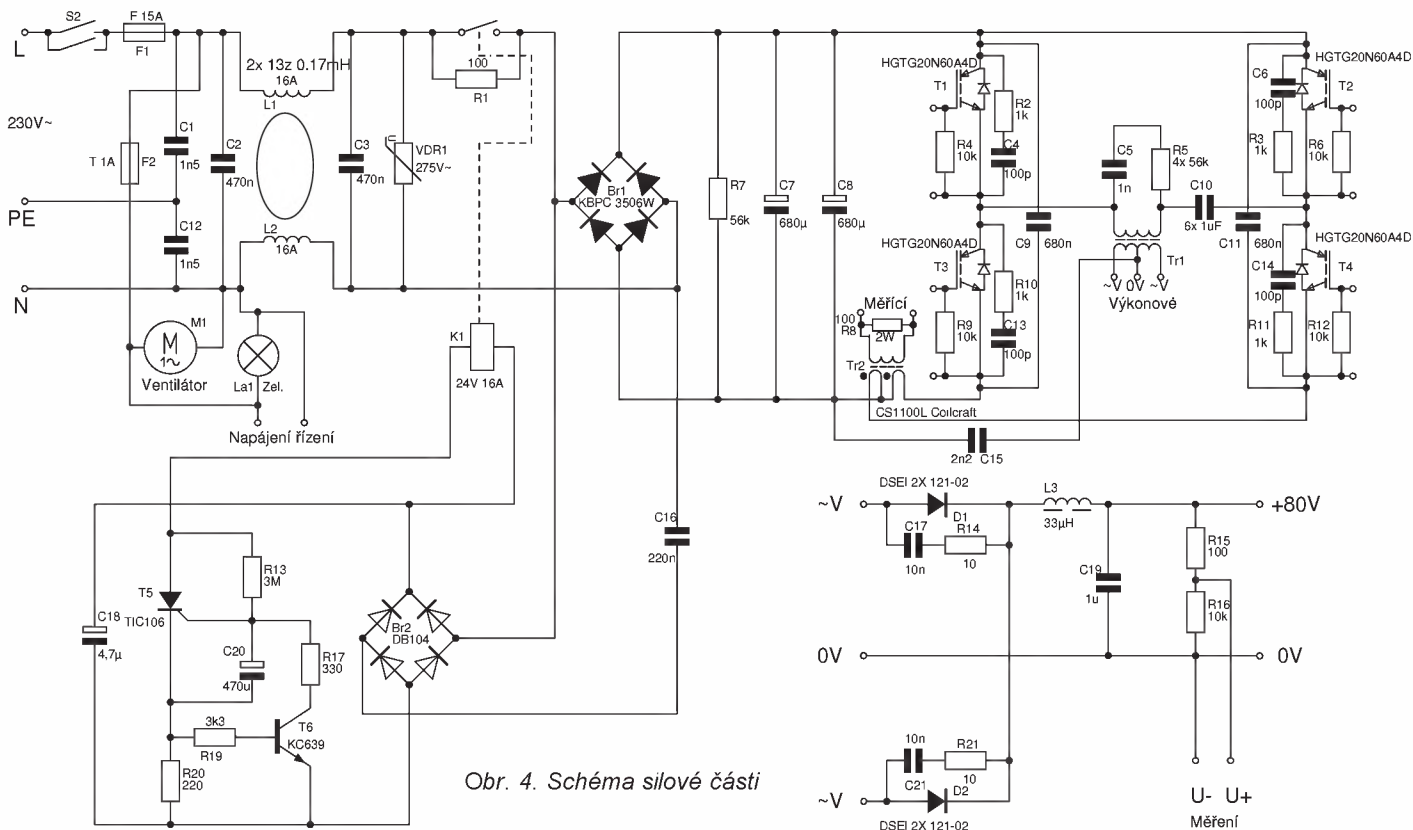 S2
F 15A
F1
L
2x 13z 0.17mH
16A
L1
100
R1
230V~
T 1A
F2
C1
1n5
C2
470n
C3
470n
VDR1
275V~
U
PE
C12
1n5
L2
16A
N
M1
M
1~
Ventilátor
La1 Zel.
Napájení řízení
K1
24V 16A
Br1
KBPC 3506W
R7
56k
C7
680µ
C8
680µ
HGTG20N60A4D
T1
R2
1k
R4
10k
C4
100p
HGTG20N60A4D
T3
R10
1k
R9
10k
C13
100p
C9
680n
C5
1n
R5
4x 56k
C10
6x 1uF
Tr1
~V 0V ~V
Výkonové
HGTG20N60A4D
C6
100p
T2
R3
1k
R6
10k
C11
680n
HGTG20N60A4D
C14
100p
T4
R11
1k
R12
10k
Měřící
100
R8
2W
Tr2
CS1100L Coilcraft
2n2 C15
C16
220n
R13
3M
T5
TIC106
C18
4,7µ
C20
470u
R17
330
Br2
DB104
3k3
R19
T6
KC639
R20
220
DSEI 2X 121-02
~V
D1
C17
10n
R14
10
L3
33µH
+80V
R15
100
C19
1u
R16
10k
0V
0V
10n
C21
R21
10
D2
~V
DSEI 2X 121-02
U- U+
Měření
Obr. 4. Schéma silové části